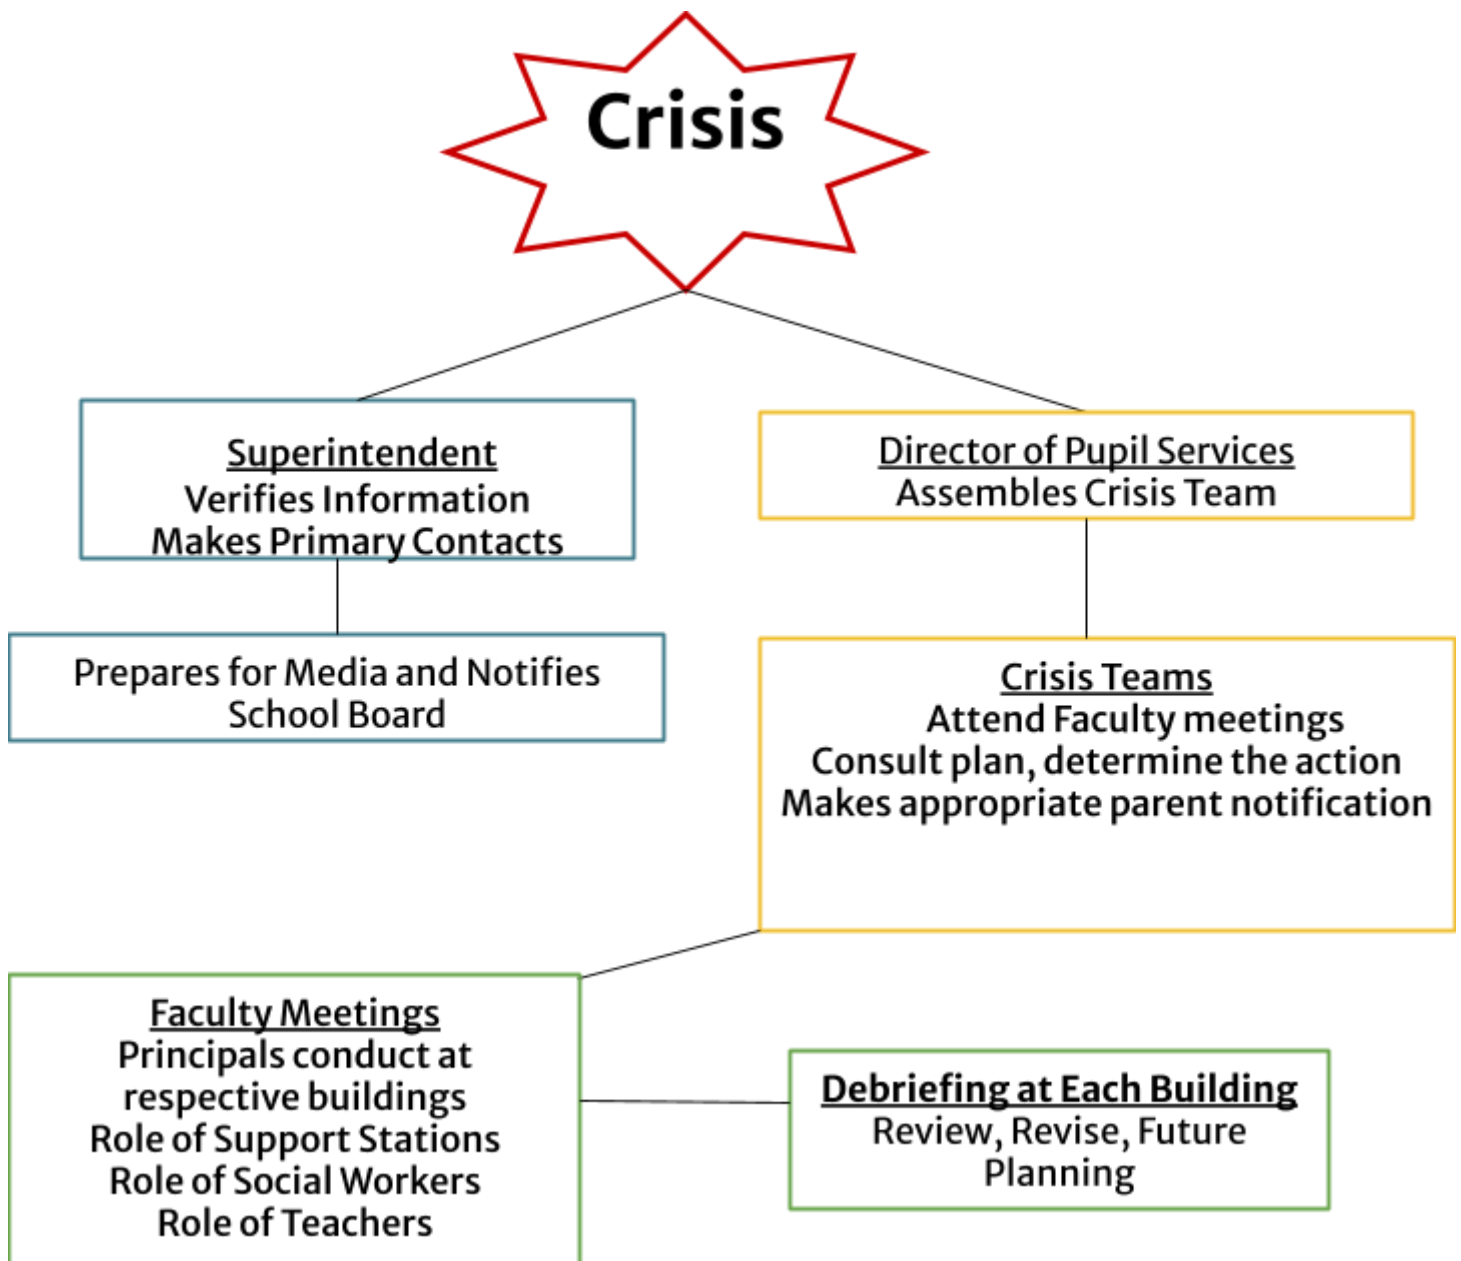 Crisis
Superintendent
Verifies Information
Makes Primary Contacts
Director of Pupil Services
Assembles Crisis Team
Prepares for Media and Notifies
School Board
Crisis Teams
Attend Faculty meetings
Consult plan, determine the action
Makes appropriate parent notification
Faculty Meetings
Principals conduct at
respective buildings
Role of Support Stations
Role of Social Workers
Role of Teachers
Debriefing at Each Building
Review, Revise, Future
Planning